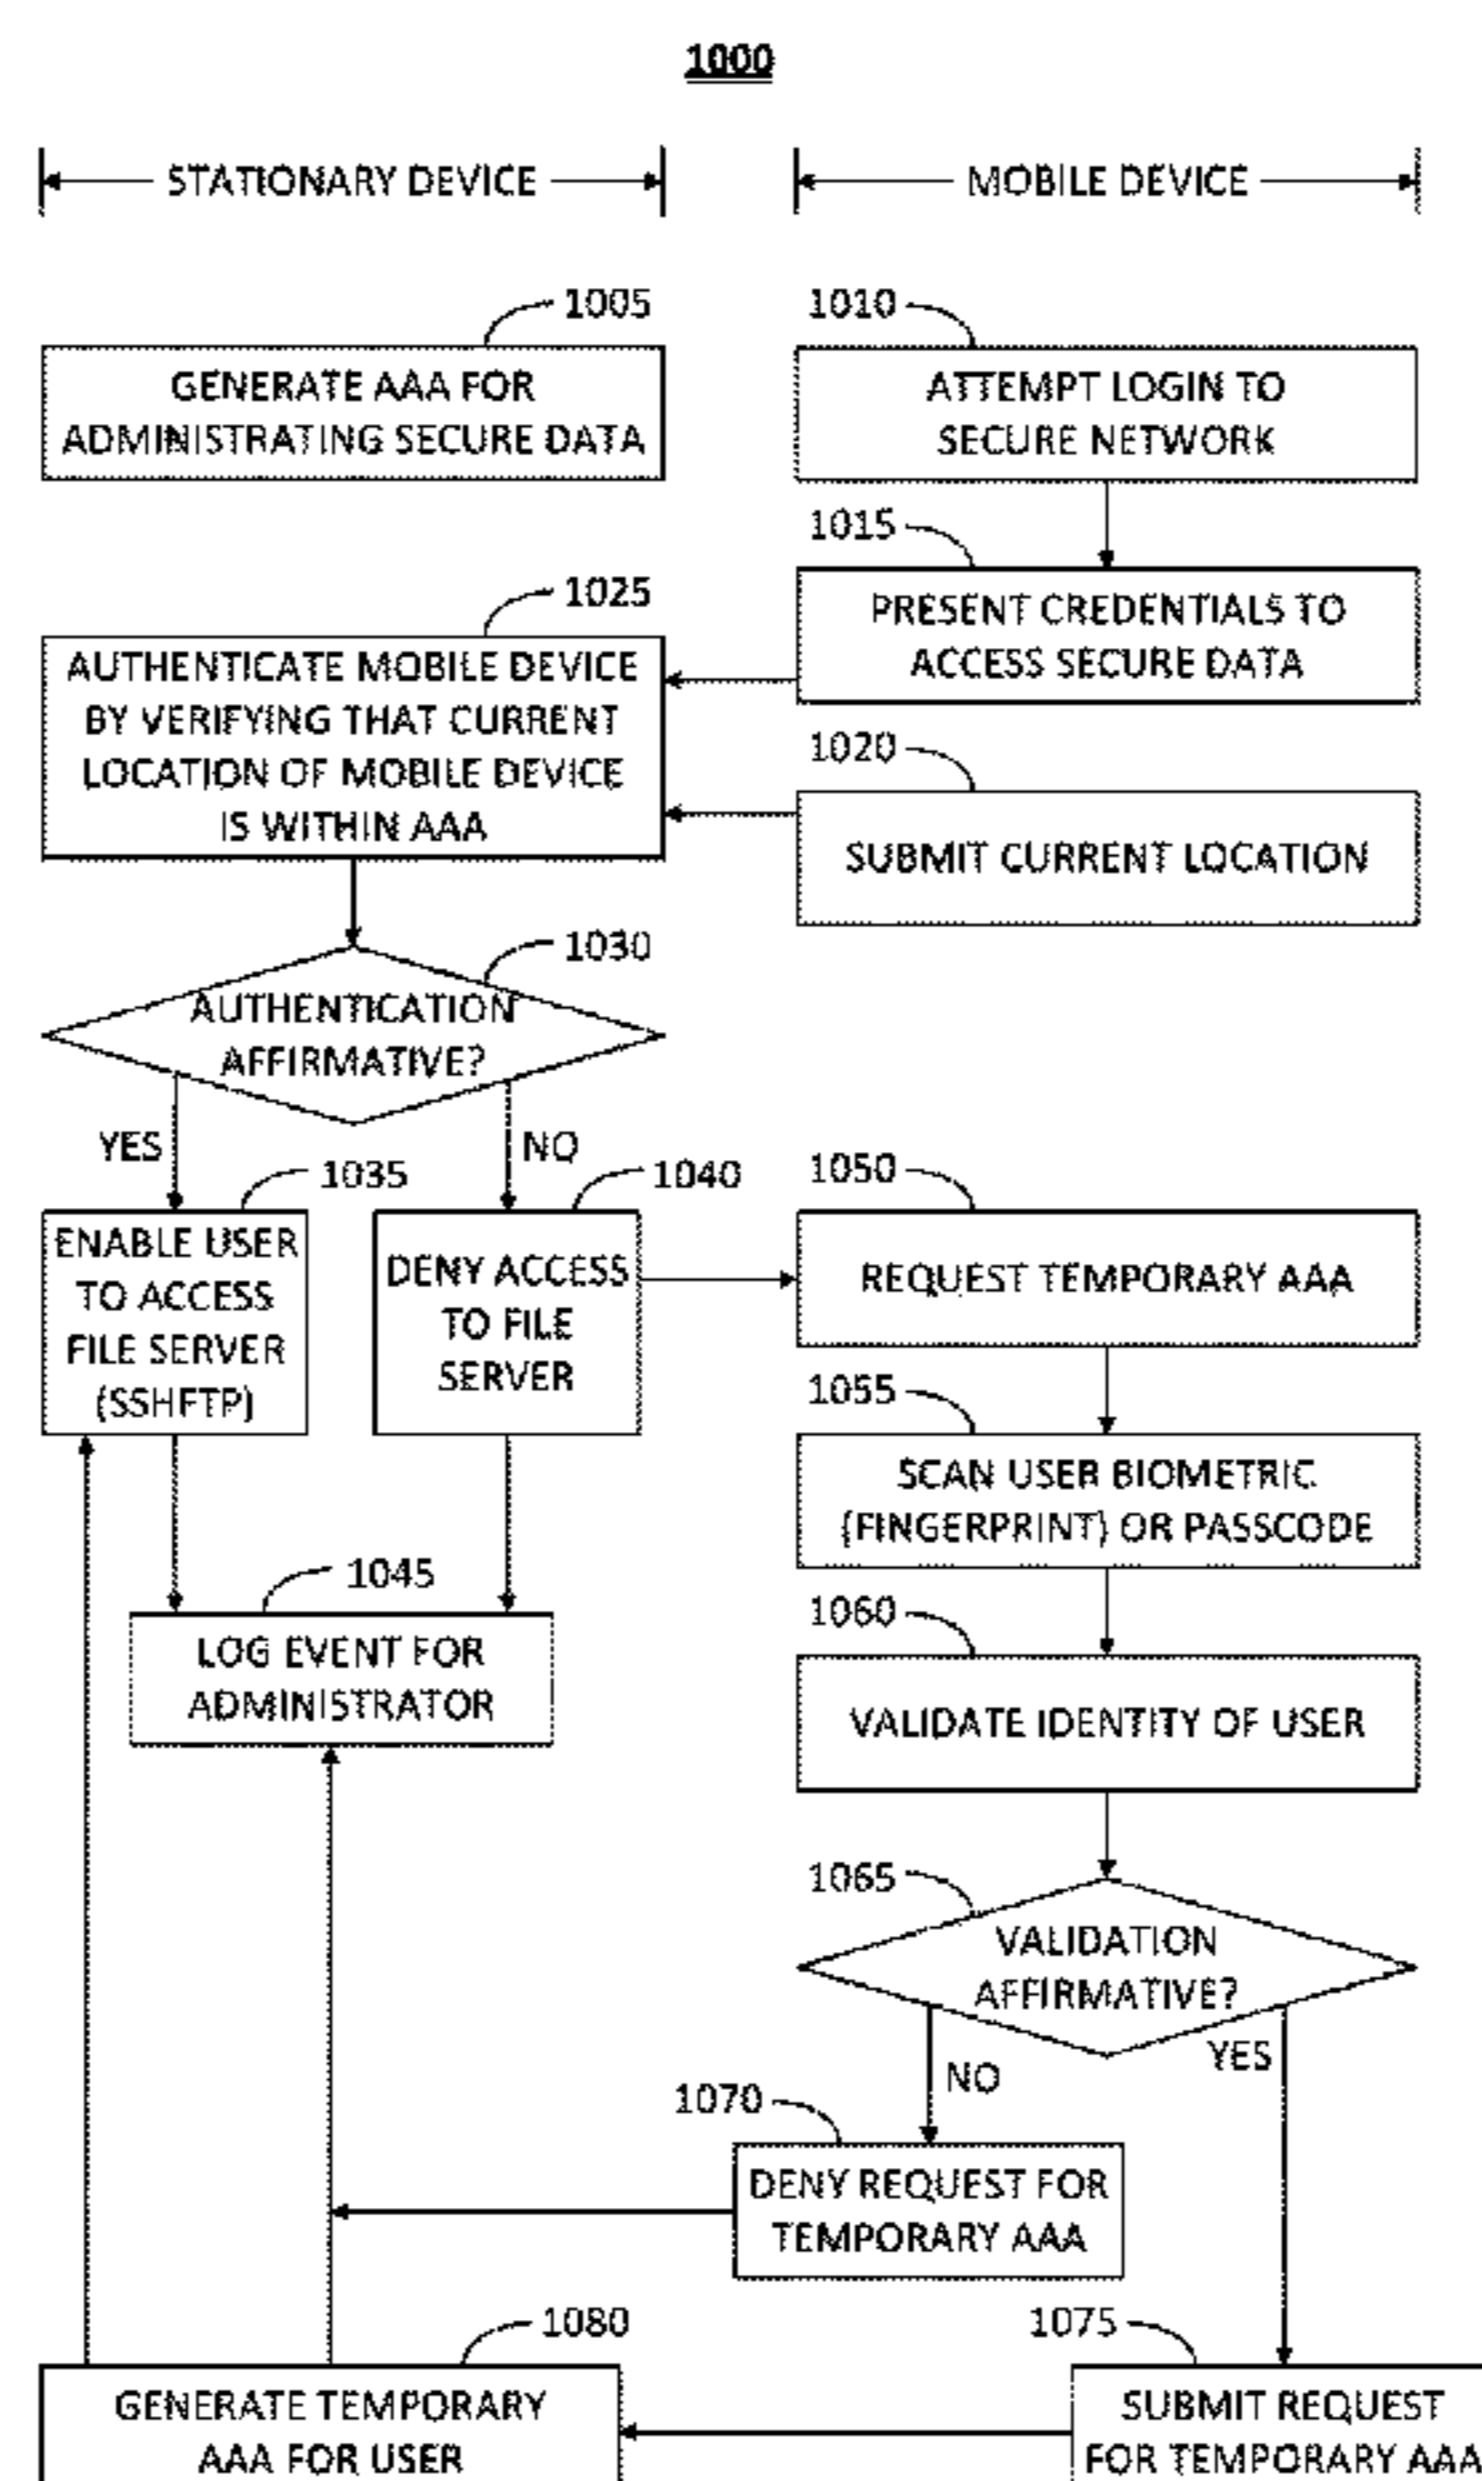 1000
STATIONARY DEVICE
MOBILE DEVICE
1005
GENERATE AAA FOR
ADMINISTRATING SECURE DATA
1010
ATTEMPT LOGIN TO
SECURE NETWORK
1015
PRESENT CREDENTIALS TO
ACCESS SECURE DATA
1025
AUTHENTICATE MOBILE DEVICE
BY VERIFYING THAT CURRENT
LOCATION OF MOBILE DEVICE
IS WITHIN AAA
1020
SUBMIT CURRENT LOCATION
1030
AUTHENTICATION
AFFIRMATIVE?
YES
NO
1035
ENABLE USER
TO ACCESS
FILE SERVER
(SSHFTP)
1040
DENY ACCESS
TO FILE
SERVER
1050
REQUEST TEMPORARY AAA
1055
SCAN USER BIOMETRIC
(FINGERPRINT) OR PASSCODE
1045
LOG EVENT FOR
ADMINISTRATOR
1060
VALIDATE IDENTITY OF USER
1065
VALIDATION
AFFIRMATIVE?
NO
YES
1070
DENY REQUEST FOR
TEMPORARY AAA
1080
GENERATE TEMPORARY
AAA FOR USER
1075
SUBMIT REQUEST
FOR TEMPORARY AAA